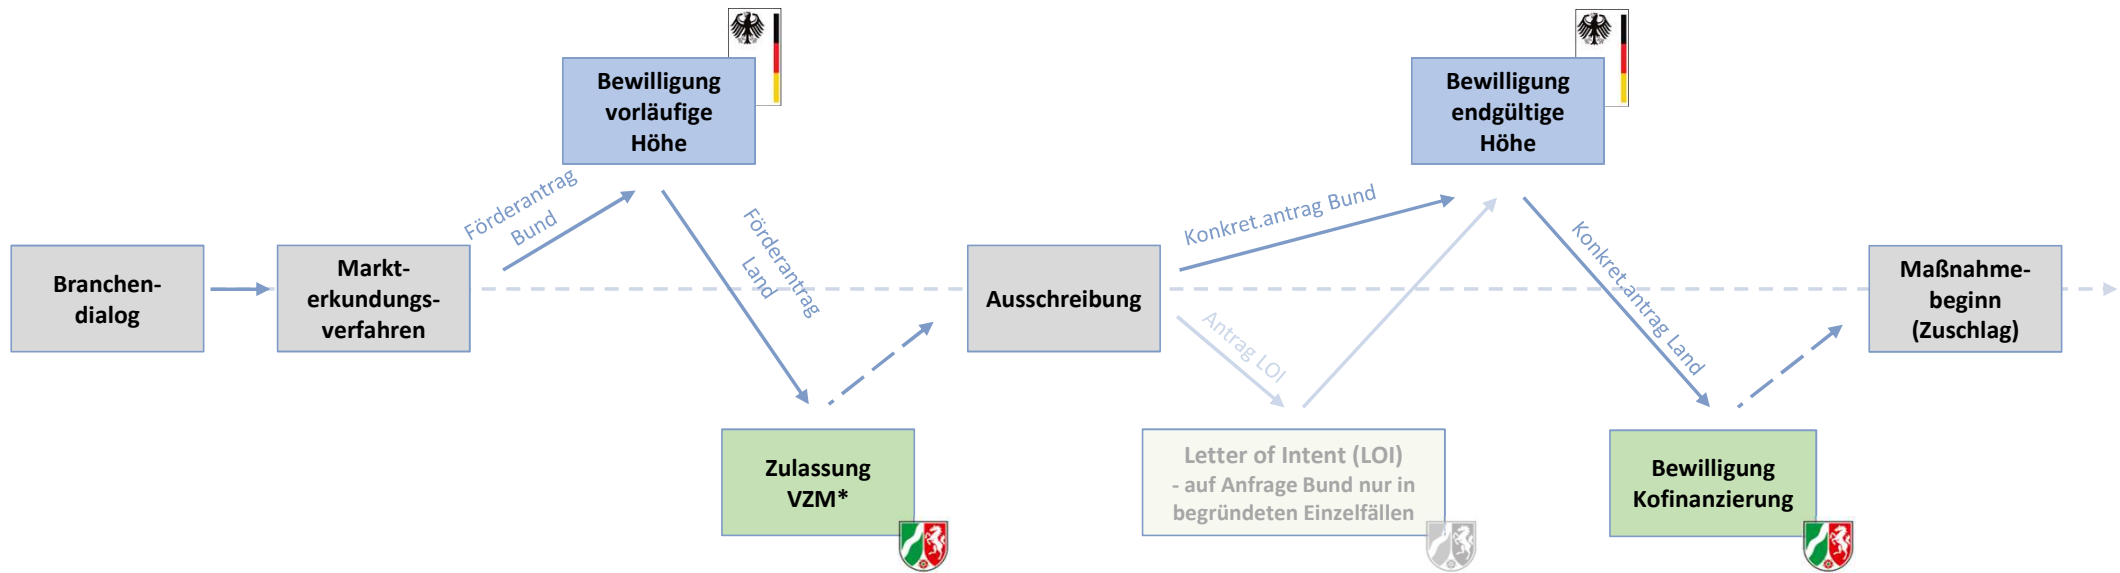 Branchen-
dialog
Markt-
erkundungs-
verfahren
Förderantrag
Bund
Bewilligung
vorläufige
Höhe
Förderantrag
Land
Zulassung
VZM*
Ausschreibung
Konkret.antrag Bund
Antrag LOI
Letter of Intent (LOI)
- auf Anfrage Bund nur in
begründeten Einzelfällen
Bewilligung
endgültige
Höhe
Konkret.antrag Land
Bewilligung
Kofinanzierung
Maßnahme-
beginn
(Zuschlag)